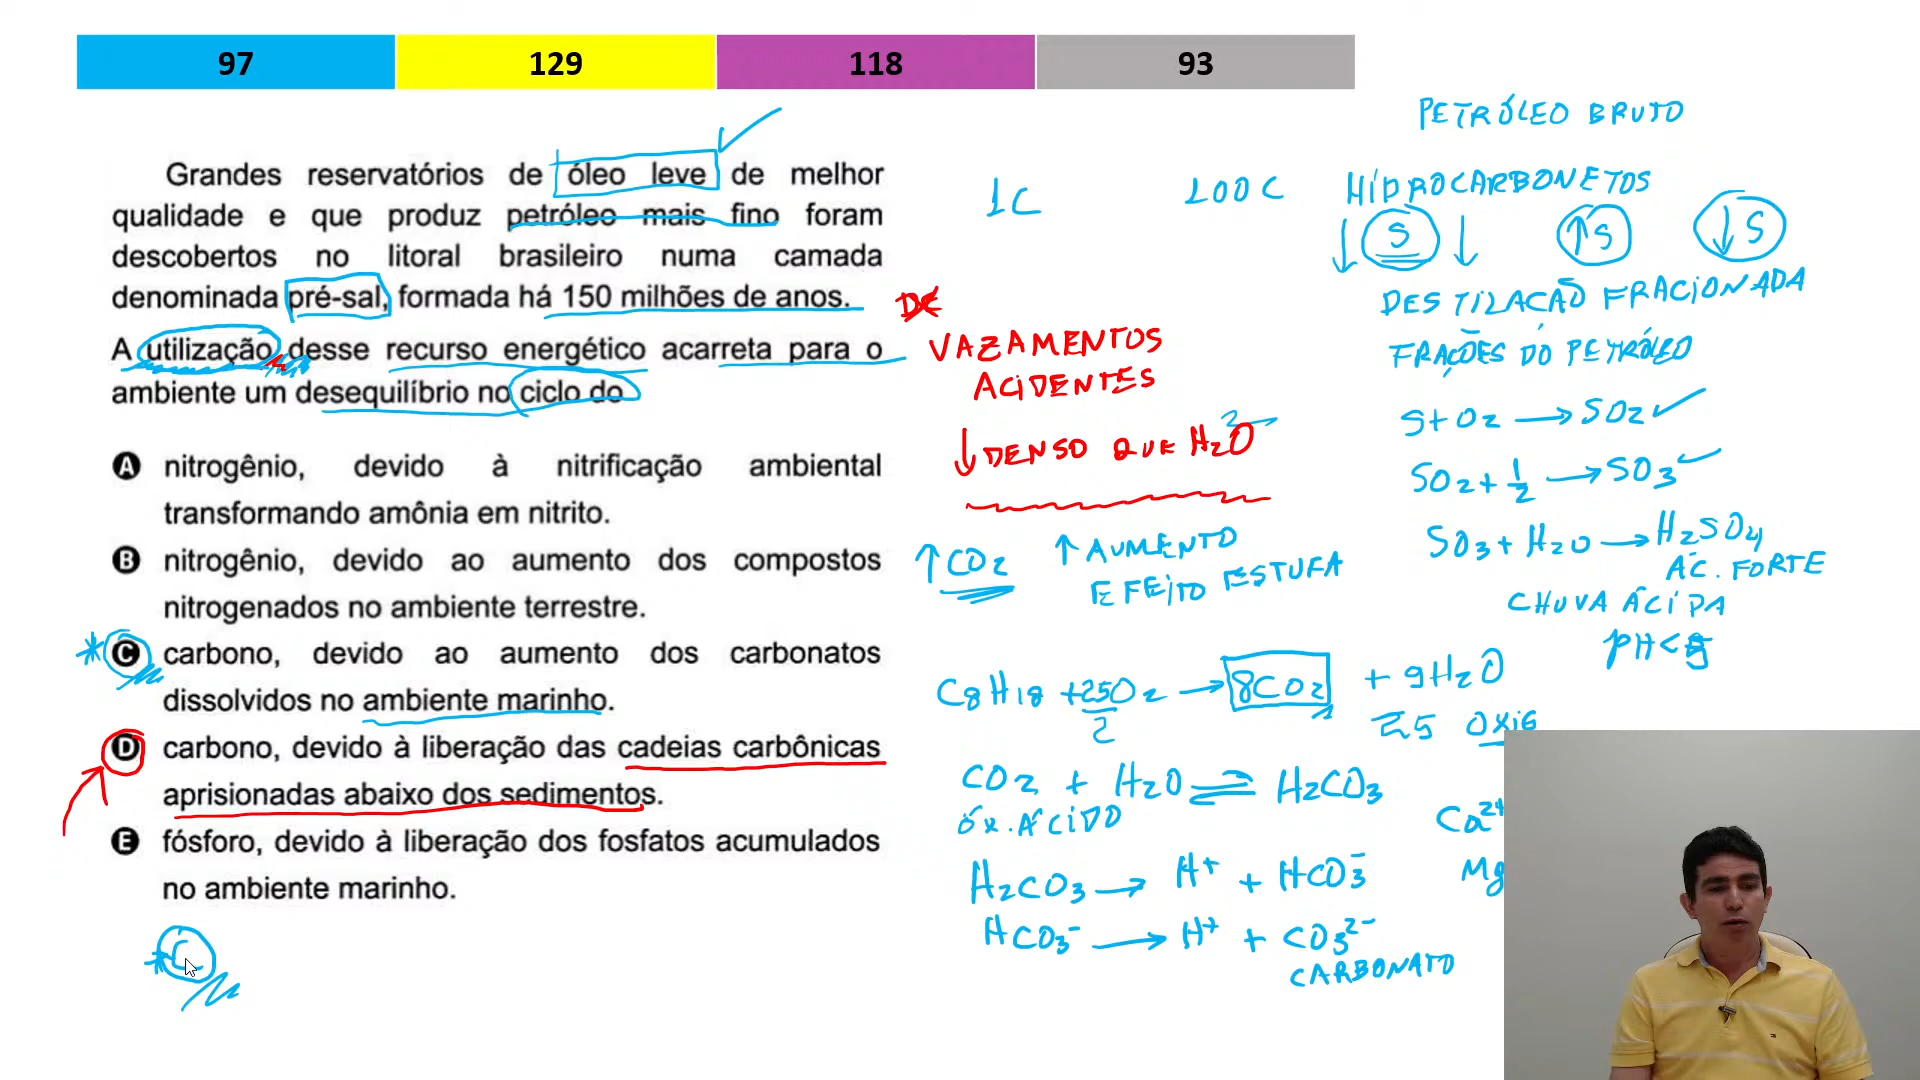 97 129 118 93
Grandes reservatórios de óleo leve de melhor
qualidade e que produz petróleo mais fino foram
descobertos no litoral brasileiro numa camada
denominada pré-sal, formada há 150 milhões de anos.
A utilização desse recurso energético acarreta para o
ambiente um desequilíbrio no ciclo do
A nitrogênio, devido à nitrificação ambiental
transformando amônia em nitrito.
B nitrogênio, devido ao aumento dos compostos
nitrogenados no ambiente terrestre.
C carbono, devido ao aumento dos carbonatos
dissolvidos no ambiente marinho.
D carbono, devido à liberação das cadeias carbônicas
aprisionadas abaixo dos sedimentos.
E fósforo, devido à liberação dos fosfatos acumulados
no ambiente marinho.
* C
1C 100C
VAZAMENTOS
ACIDENTES
↓ DENSO QUE H2O
↑CO2 ↑ AUMENTO
EFEITO ESTUFA
C8H18 + 25/2 O2 → 8CO2 + 9H2O
25 OXIG
CO2 + H2O ⇌ H2CO3
ÓX. ÁCIDO
H2CO3 → H+ + HCO3-
HCO3- → H+ + CO3 2-
CARBONATO
Ca2+
Mg
PETRÓLEO BRUTO
HIDROCARBONETOS
↓ S ↓ ↑S ↓S
DESTILAÇÃO FRACIONADA
FRAÇÕES DO PETRÓLEO
S + O2 → SO2
SO2 + 1/2 → SO3
SO3 + H2O → H2SO4
ÁC. FORTE
CHUVA ÁCIDA
pH < 5